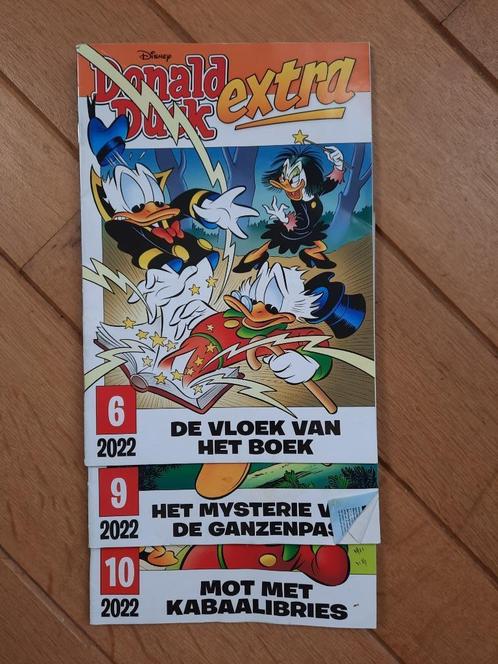 Disney
Donald
Duck extra
6
2022
DE VLOEK VAN
HET BOEK
9
2022
HET MYSTERIE
DE GANZENPAS
10
2022
MOT MET
KABAALIBRIES